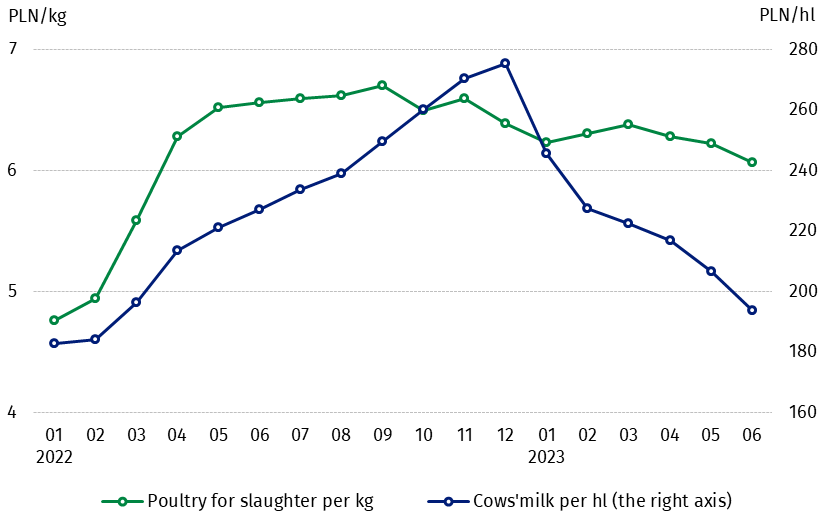 PLN/kg PLN/hl
7 280
260
6 240
220
5 200
180
4 160
01 02 03 04 05 06 07 08 09 10 11 12 01 02 03 04 05 06
2022 2023
Poultry for slaughter per kg Cows'milk per hl (the right axis)